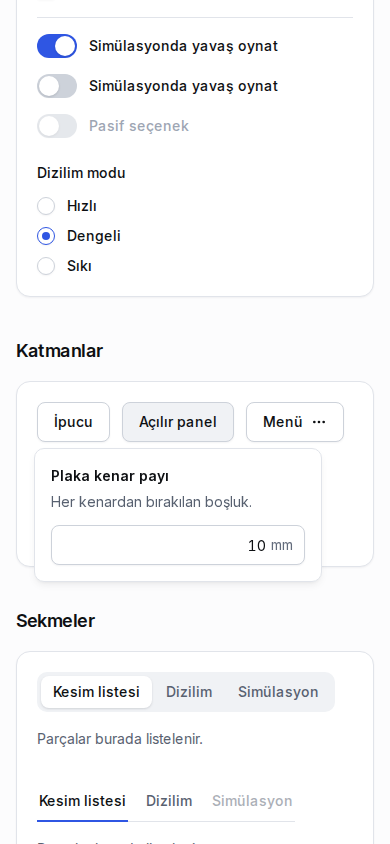 Simülasyonda yavaş oynat
Simülasyonda yavaş oynat
Pasif seçenek
Dizilim modu
Hızlı
Dengeli
Sıkı
Katmanlar
İpucu Açılır panel Menü ···
Plaka kenar payı
Her kenardan bırakılan boşluk.
10 mm
Sekmeler
Kesim listesi Dizilim Simülasyon
Parçalar burada listelenir.
Kesim listesi Dizilim Simülasyon